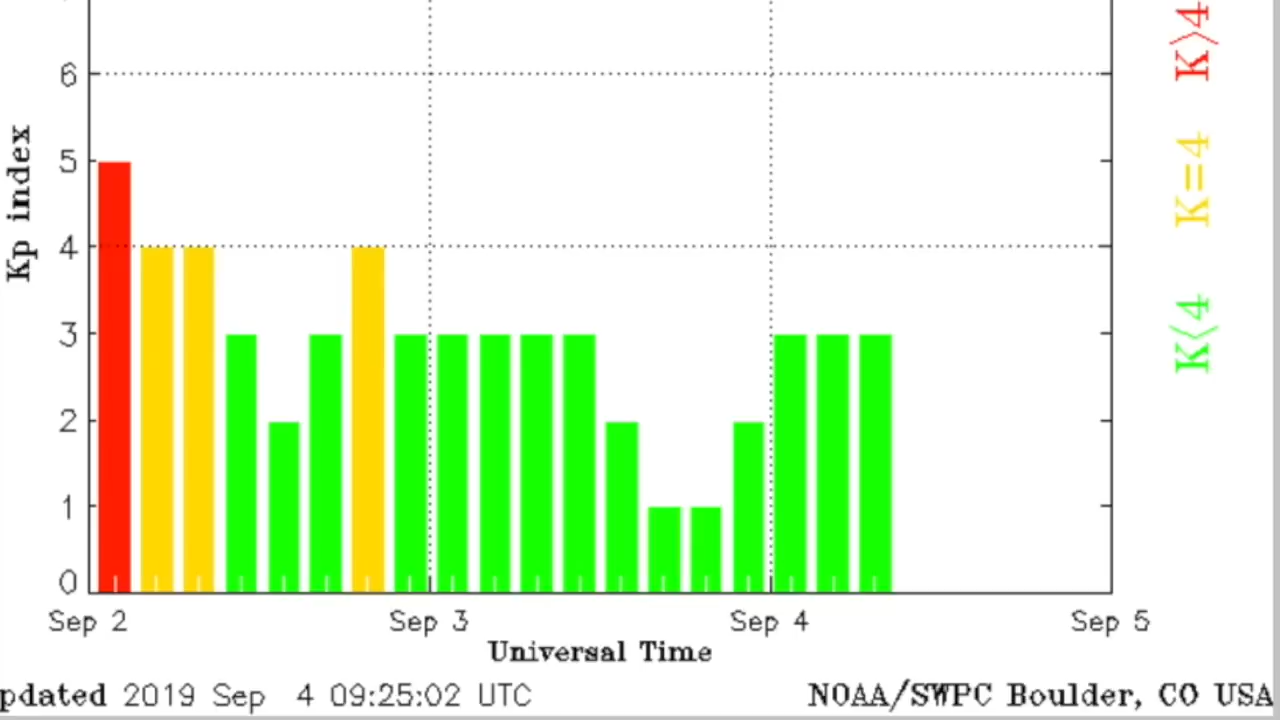 6
5
4
3
2
1
0
Kp index
K<4 K=4 K>4
Sep 2 Sep 3 Sep 4 Sep 5
Universal Time
pdated 2019 Sep 4 09:25:02 UTC NOAA/SWPC Boulder, CO USA